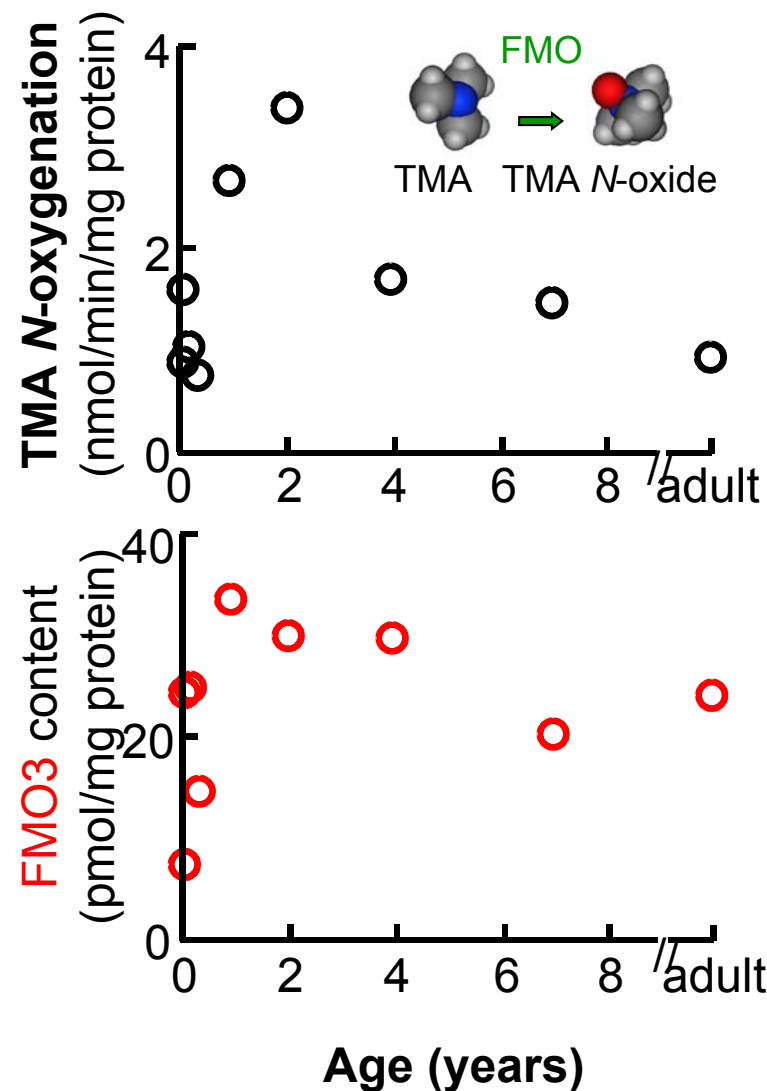 TMA N-oxygenation
(nmol/min/mg protein)
4
2
0
FMO
TMA TMA N-oxide
0 2 4 6 8 // adult
FMO3 content
(pmol/mg protein)
40
20
0
0 2 4 6 8 // adult
Age (years)